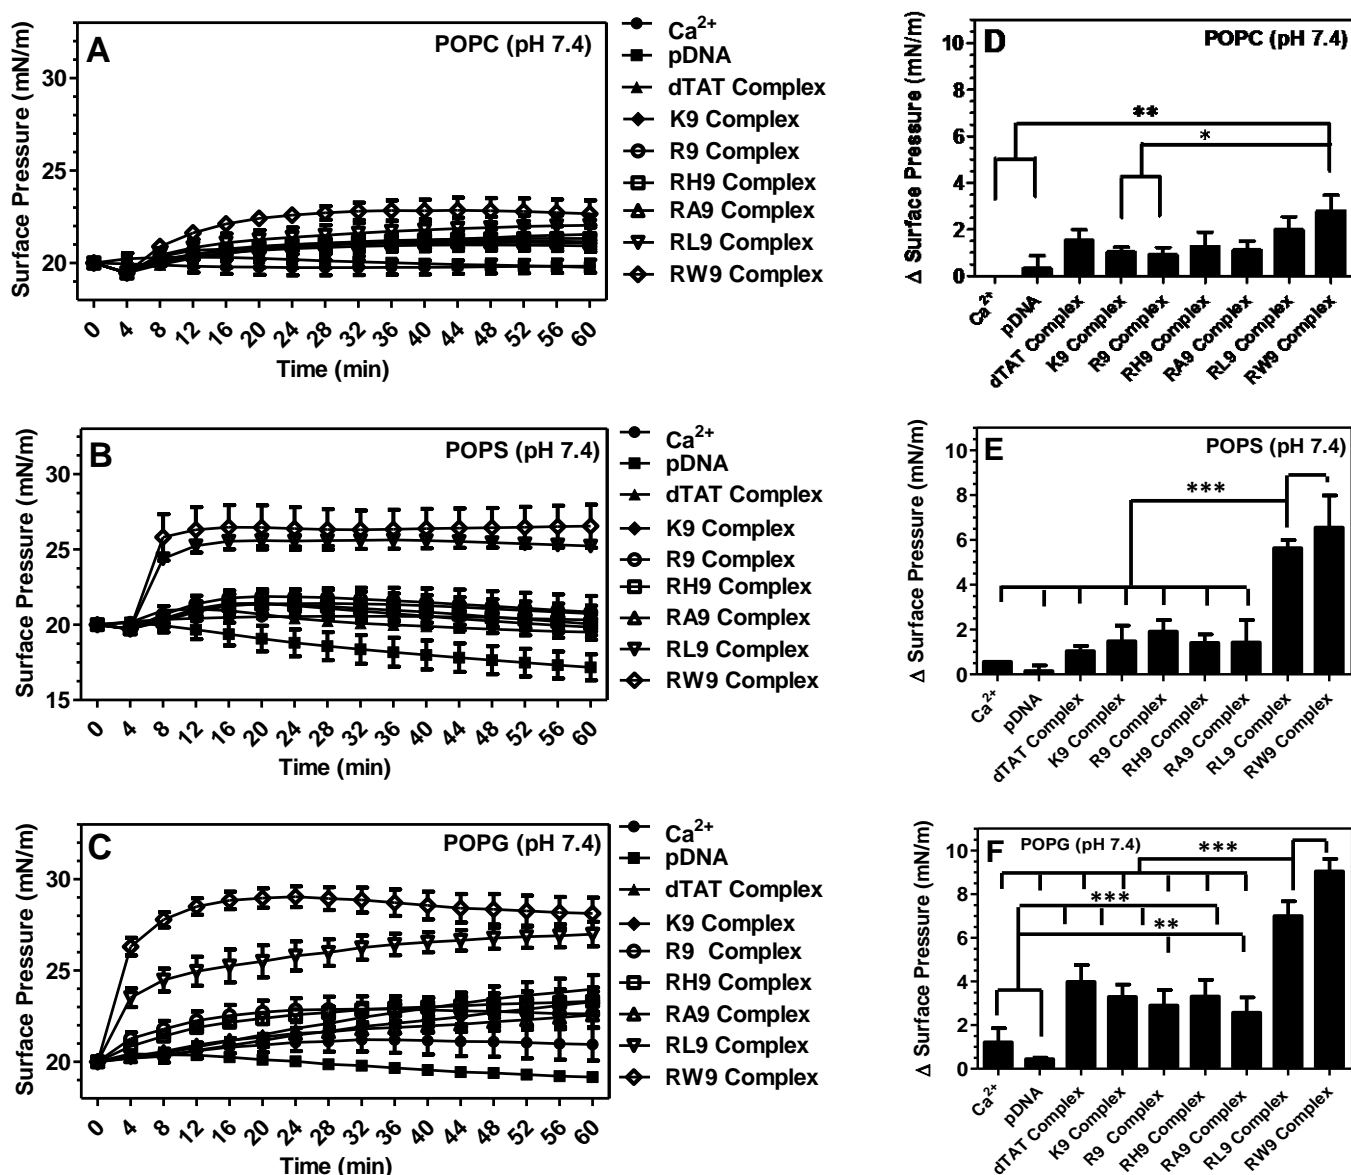 A
POPC (pH 7.4)
Surface Pressure (mN/m)
30
25
20
0 4 8 12 16 20 24 28 32 36 40 44 48 52 56 60
Time (min)
Ca²⁺
pDNA
dTAT Complex
K9 Complex
R9 Complex
RH9 Complex
RA9 Complex
RL9 Complex
RW9 Complex
D
POPC (pH 7.4)
Δ Surface Pressure (mN/m)
10
8
6
4
2
0
**
*
Ca²⁺
pDNA
dTAT Complex
K9 Complex
R9 Complex
RH9 Complex
RA9 Complex
RL9 Complex
RW9 Complex
B
POPS (pH 7.4)
Surface Pressure (mN/m)
30
25
20
15
0 4 8 12 16 20 24 28 32 36 40 44 48 52 56 60
Time (min)
Ca²⁺
pDNA
dTAT Complex
K9 Complex
R9 Complex
RH9 Complex
RA9 Complex
RL9 Complex
RW9 Complex
E
POPS (pH 7.4)
Δ Surface Pressure (mN/m)
10
8
6
4
2
0
***
Ca²⁺
pDNA
dTAT Complex
K9 Complex
R9 Complex
RH9 Complex
RA9 Complex
RL9 Complex
RW9 Complex
C
POPG (pH 7.4)
Surface Pressure (mN/m)
30
25
20
0 4 8 12 16 20 24 28 32 36 40 44 48 52 56 60
Time (min)
Ca²⁺
pDNA
dTAT Complex
K9 Complex
R9 Complex
RH9 Complex
RA9 Complex
RL9 Complex
RW9 Complex
F
POPG (pH 7.4)
Δ Surface Pressure (mN/m)
10
8
6
4
2
0
***
***
**
Ca²⁺
pDNA
dTAT Complex
K9 Complex
R9 Complex
RH9 Complex
RA9 Complex
RL9 Complex
RW9 Complex